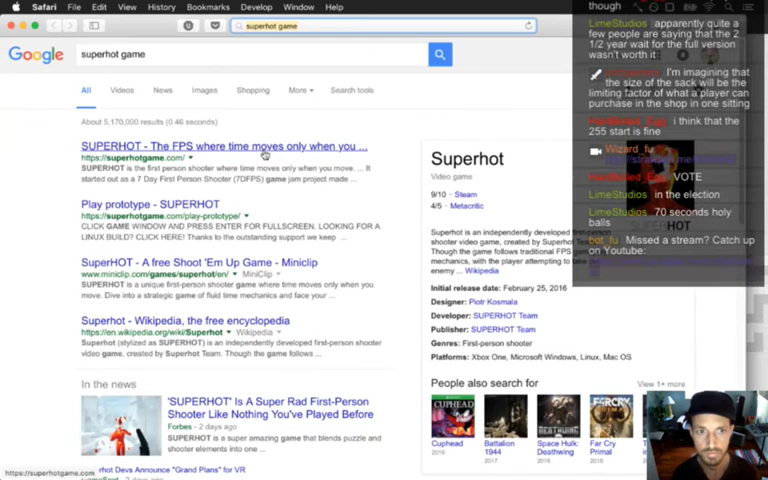 Safari File Edit View History Bookmarks Develop Window Help
superhot game
Google
superhot game
All Videos News Images Shopping More Search tools
About 5,170,000 results (0.46 seconds)
SUPERHOT - The FPS where time moves only when you ...
https://superhotgame.com/
SUPERHOT is the first person shooter where time moves only when you move. ... It
started out as a 7 Day First Person Shooter (7DFPS) game jam project made ...
Play prototype - SUPERHOT
https://superhotgame.com/play-prototype/
CLICK GAME WINDOW AND PRESS ENTER FOR FULLSCREEN. LOOKING FOR A
LINUX BUILD? CLICK HERE! Thanks to the outstanding support we keep ...
SuperHOT - A free Shoot 'Em Up Game - Miniclip
www.miniclip.com/games/superhot/en/ MiniClip
SUPERHOT is a unique first-person shooter game where time moves only when you
move. Dive into a strategic game of fluid time mechanics and face your ...
Superhot - Wikipedia, the free encyclopedia
https://en.wikipedia.org/wiki/Superhot Wikipedia
Superhot (stylized as SUPERHOT) is an independently developed first-person shooter
video game, created by Superhot Team. Though the game follows ...
In the news
'SUPERHOT' Is A Super Rad First-Person
Shooter Like Nothing You've Played Before
Forbes - 2 days ago
SUPERHOT is a super amazing game that blends puzzle and
shooter elements into one ...
Devs Announce "Grand Plans" for VR
2 days ago
https://superhotgame.com
Superhot
Video game
9/10 - Steam
4/5 - Metacritic
Superhot is an independently developed first-person
shooter video game, created by Superhot Team.
Though the game follows
mechanics, with the player attempting to take
enemy ... Wikipedia
Initial release date: February 25, 2016
Designer: Piotr Kosmala
Developer: SUPERHOT Team
Publisher: SUPERHOT Team
Genres: First-person shooter
Platforms: Xbox One, Microsoft Windows, Linux, Mac OS
People also search for View 1+ more
Cuphead
2016
Battalion
1944
2017
Space Hulk:
Deathwing
Far Cry
Primal
2016
though
LimeStudios apparently quite a
few people are saying that the 2
1/2 year wait for the full version
wasn't worth it
I'm imagining that
the size of the sack will be the
limiting factor of what a player can
purchase in the shop in one sitting
i think that the
255 start is fine
Wizard_fu
VOTE
LimeStudios in the election
LimeStudios 70 seconds holy
balls
bot_fu Missed a stream? Catch up
on Youtube: